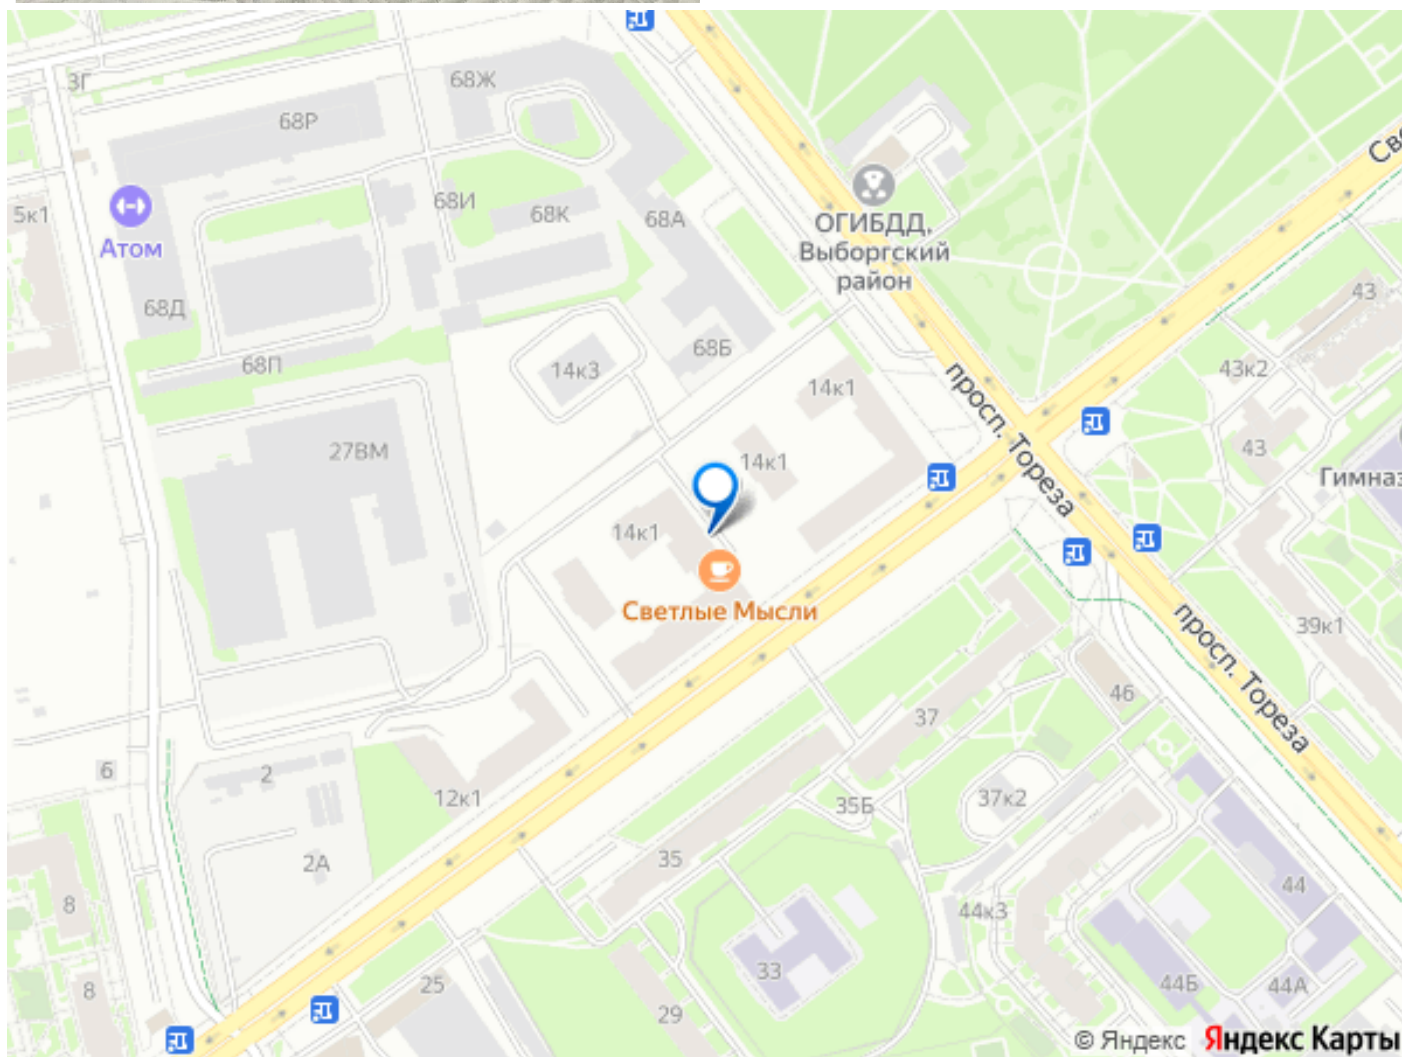 3Г
68Ж
68Р
5к1
Атом
68И
68К
68А
ОГИБДД,
Выборгский
район
68Д
43
68П
14к3
68Б
14к1
43к2
просп. Тореза
27ВМ
14к1
43
Гимназ
14к1
Светлые Мысли
39к1
просп. Тореза
46
37
6
2
12к1
35Б
37к2
35
2А
44
8
44к3
33
25
8
29
44Б
44А
© Яндекс
Яндекс Карты